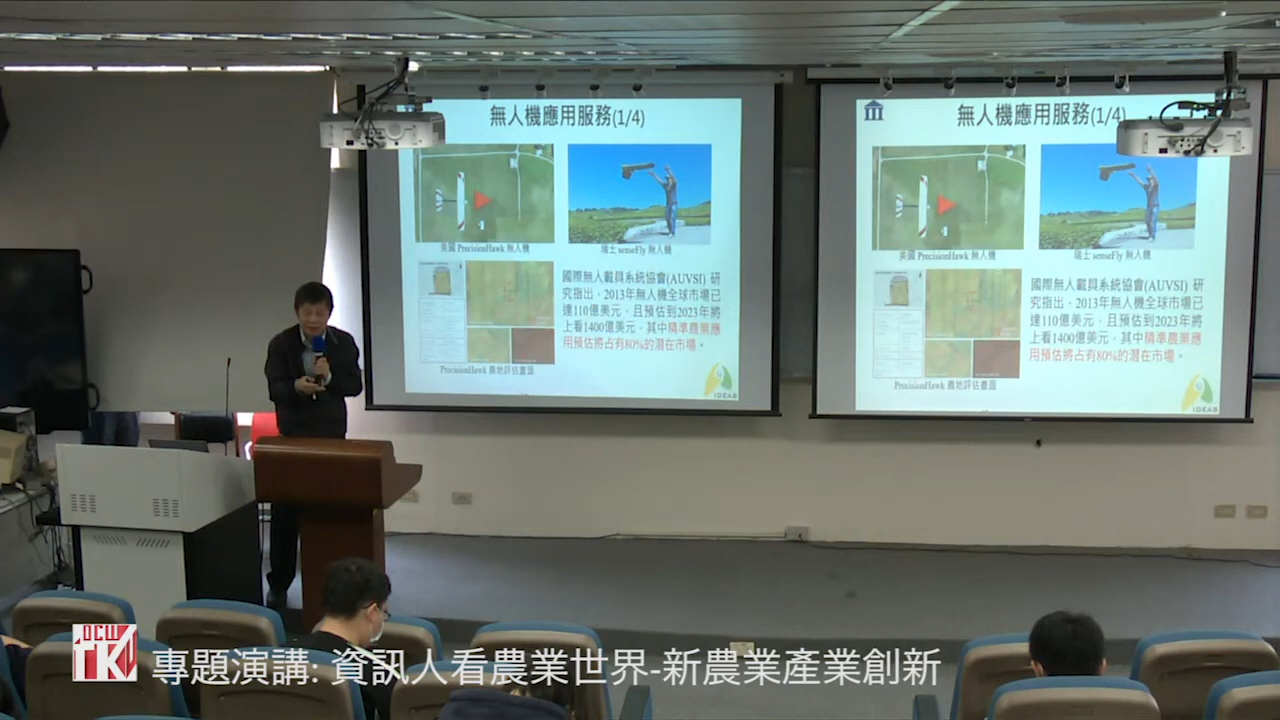 無人機應用服務(1/4)
美國 PrecisionHawk 無人機
瑞士 senseFly 無人機
國際無人載具系統協會(AUVSI) 研
究指出，2013年無人機全球市場已
達110億美元，且預估到2023年將
上看1400億美元，其中精準農業應
用預估將占有80%的潛在市場。
PrecisionHawk 農地評估畫面
IDEAS
無人機應用服務(1/4)
美國 PrecisionHawk 無人機
瑞士 senseFly 無人機
國際無人載具系統協會(AUVSI) 研
究指出，2013年無人機全球市場已
達110億美元，且預估到2023年將
上看1400億美元，其中精準農業應
用預估將占有80%的潛在市場。
PrecisionHawk 農地評估畫面
IDEAS
OCW
TKU
專題演講: 資訊人看農業世界-新農業產業創新